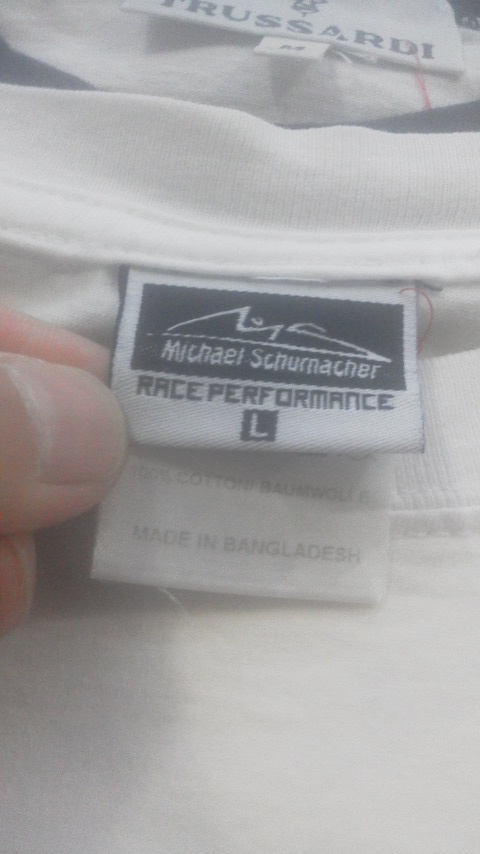 TRUSSARDI
M
Michael Schumacher
RACE PERFORMANCE
L
100% COTTON/ BAUMWOLLE
MADE IN BANGLADESH